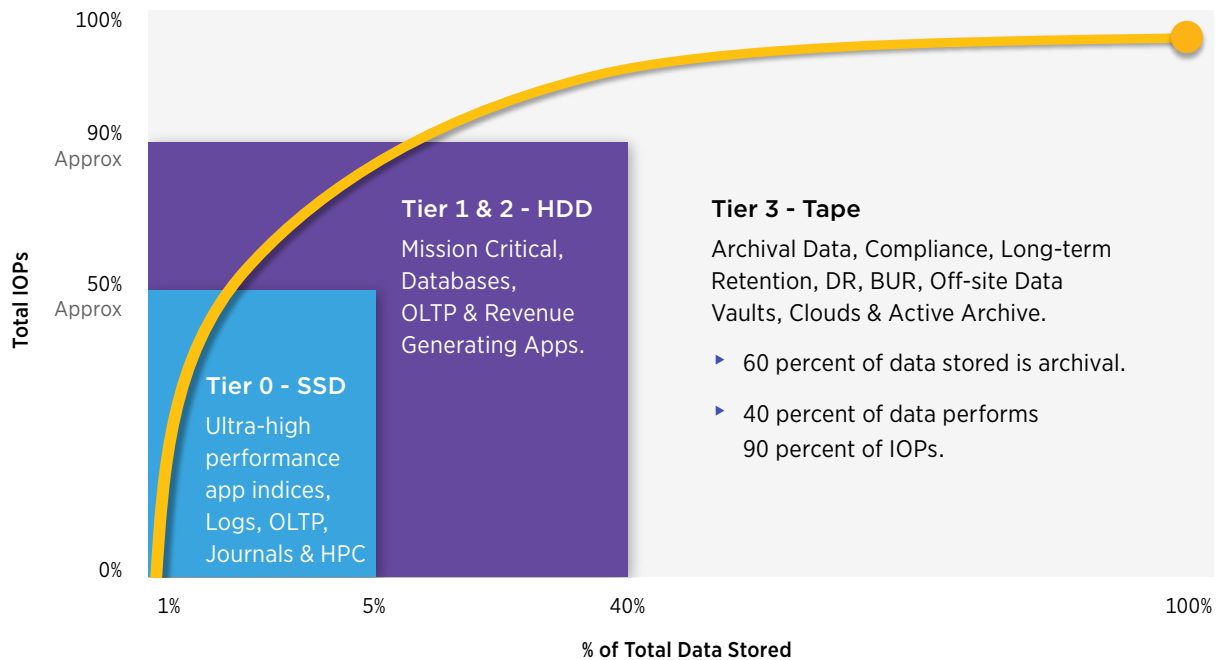 100%
90%
Approx
50%
Approx
0%
Total IOPs
Tier 0 - SSD
Ultra-high
performance
app indices,
Logs, OLTP,
Journals & HPC
Tier 1 & 2 - HDD
Mission Critical,
Databases,
OLTP & Revenue
Generating Apps.
Tier 3 - Tape
Archival Data, Compliance, Long-term
Retention, DR, BUR, Off-site Data
Vaults, Clouds & Active Archive.
60 percent of data stored is archival.
40 percent of data performs
90 percent of IOPs.
1%
5%
40%
100%
% of Total Data Stored